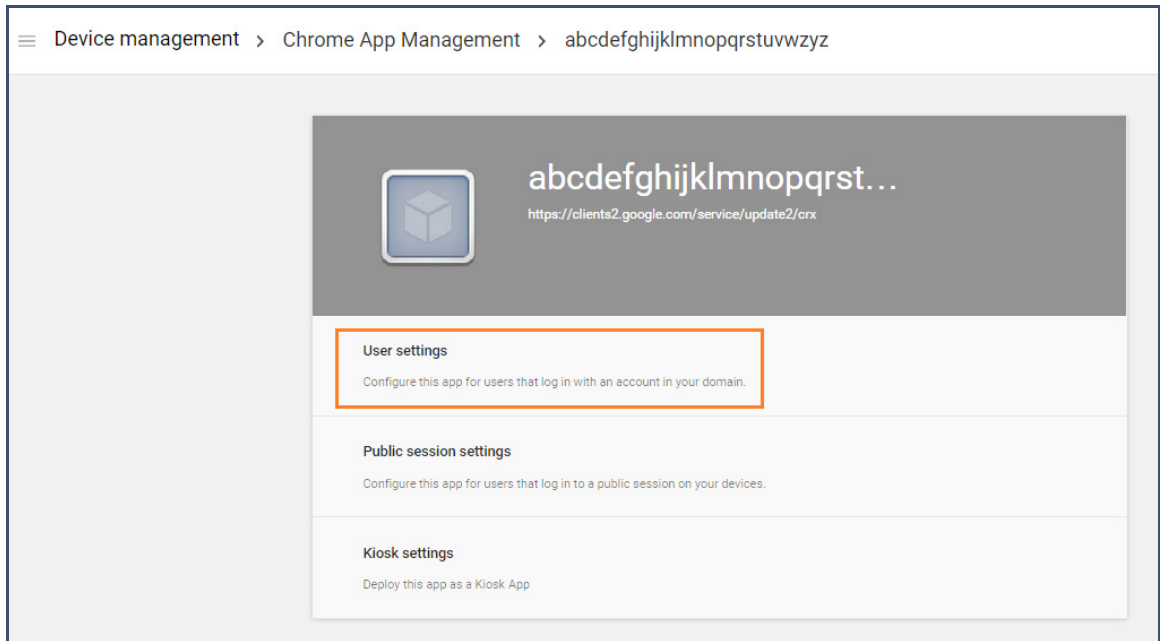 Device management > Chrome App Management > abcdefghijklmnopqrstuvwzyz
abcdefghijklmnopqrst...
https://clients2.google.com/service/update2/crx
User settings
Configure this app for users that log in with an account in your domain.
Public session settings
Configure this app for users that log in to a public session on your devices.
Kiosk settings
Deploy this app as a Kiosk App